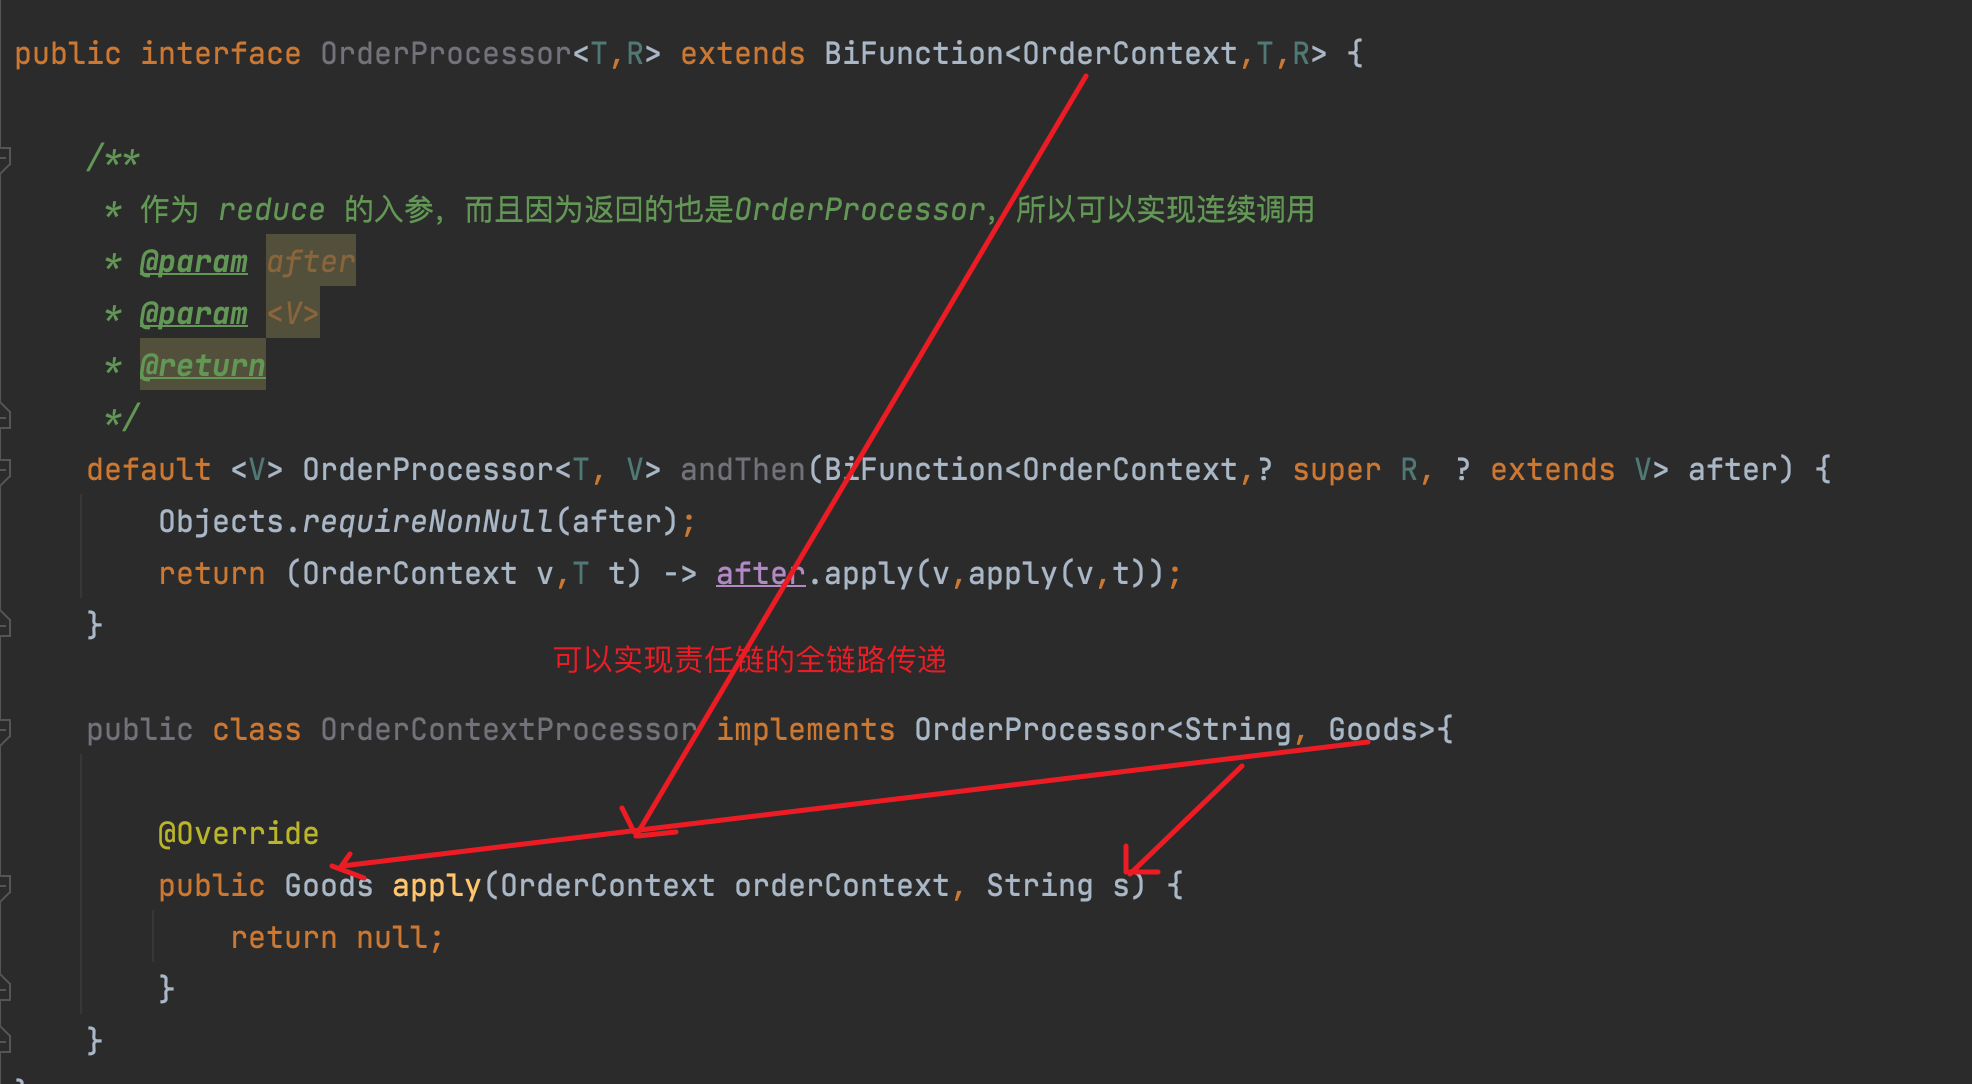 public interface OrderProcessor<T,R> extends BiFunction<OrderContext,T,R> {
/**
* 作为 reduce 的入参，而且因为返回的也是OrderProcessor，所以可以实现连续调用
* @param after
* @param <V>
* @return
*/
default <V> OrderProcessor<T, V> andThen(BiFunction<OrderContext,? super R, ? extends V> after) {
Objects.requireNonNull(after);
return (OrderContext v,T t) -> after.apply(v,apply(v,t));
}
可以实现责任链的全链路传递
public class OrderContextProcessor implements OrderProcessor<String, Goods>{
@Override
public Goods apply(OrderContext orderContext, String s) {
return null;
}
}